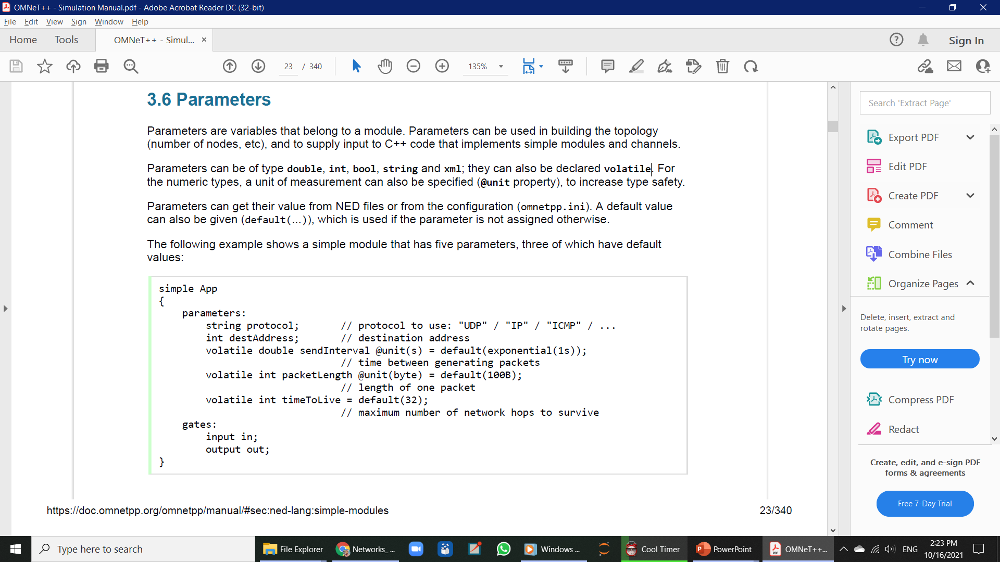 OMNeT++ - Simulation Manual.pdf - Adobe Acrobat Reader DC (32-bit)
File Edit View Sign Window Help
Home Tools OMNeT++ - Simul... × Sign In
23 / 340 135%
3.6 Parameters
Parameters are variables that belong to a module. Parameters can be used in building the topology
(number of nodes, etc), and to supply input to C++ code that implements simple modules and channels.
Parameters can be of type double, int, bool, string and xml; they can also be declared volatile. For
the numeric types, a unit of measurement can also be specified (@unit property), to increase type safety.
Parameters can get their value from NED files or from the configuration (omnetpp.ini). A default value
can also be given (default(...)), which is used if the parameter is not assigned otherwise.
The following example shows a simple module that has five parameters, three of which have default
values:
simple App
{
parameters:
string protocol; // protocol to use: "UDP" / "IP" / "ICMP" / ...
int destAddress; // destination address
volatile double sendInterval @unit(s) = default(exponential(1s));
// time between generating packets
volatile int packetLength @unit(byte) = default(100B);
// length of one packet
volatile int timeToLive = default(32);
// maximum number of network hops to survive
gates:
input in;
output out;
}
https://doc.omnetpp.org/omnetpp/manual/#sec:ned-lang:simple-modules 23/340
Search 'Extract Page'
Export PDF
Edit PDF
Create PDF
Comment
Combine Files
Organize Pages
Delete, insert, extract and
rotate pages.
Try now
Compress PDF
Redact
Create, edit, and e-sign PDF
forms & agreements
Free 7-Day Trial
Type here to search File Explorer Networks_ ... Windows ... Cool Timer PowerPoint OMNeT++... ENG 2:23 PM
10/16/2021